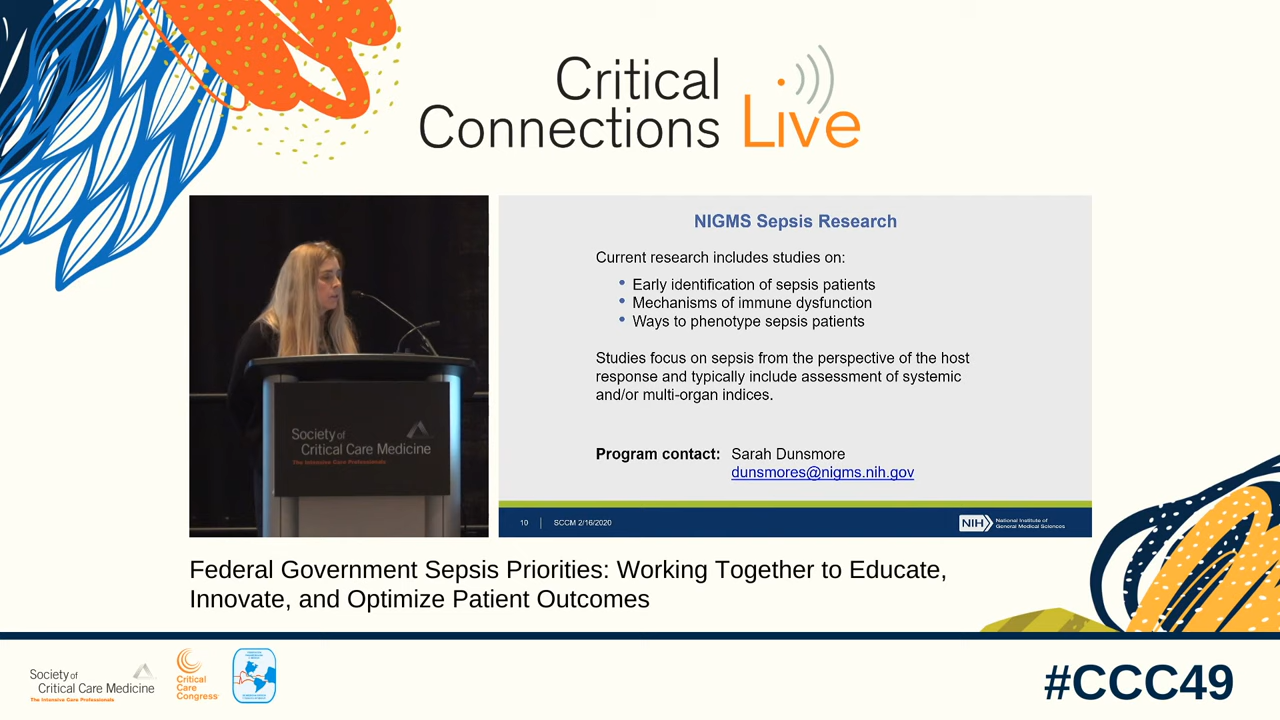 Critical
Connections Live
NIGMS Sepsis Research
Current research includes studies on:
• Early identification of sepsis patients
• Mechanisms of immune dysfunction
• Ways to phenotype sepsis patients
Studies focus on sepsis from the perspective of the host
response and typically include assessment of systemic
and/or multi-organ indices.
Program contact: Sarah Dunsmore
dunsmores@nigms.nih.gov
10 | SCCM 2/16/2020
NIH National Institute of
General Medical Sciences
Society of
Critical Care Medicine
The Intensive Care Professionals
Federal Government Sepsis Priorities: Working Together to Educate,
Innovate, and Optimize Patient Outcomes
Society of
Critical Care Medicine
The Intensive Care Professionals
Critical
Care
Congress
#CCC49